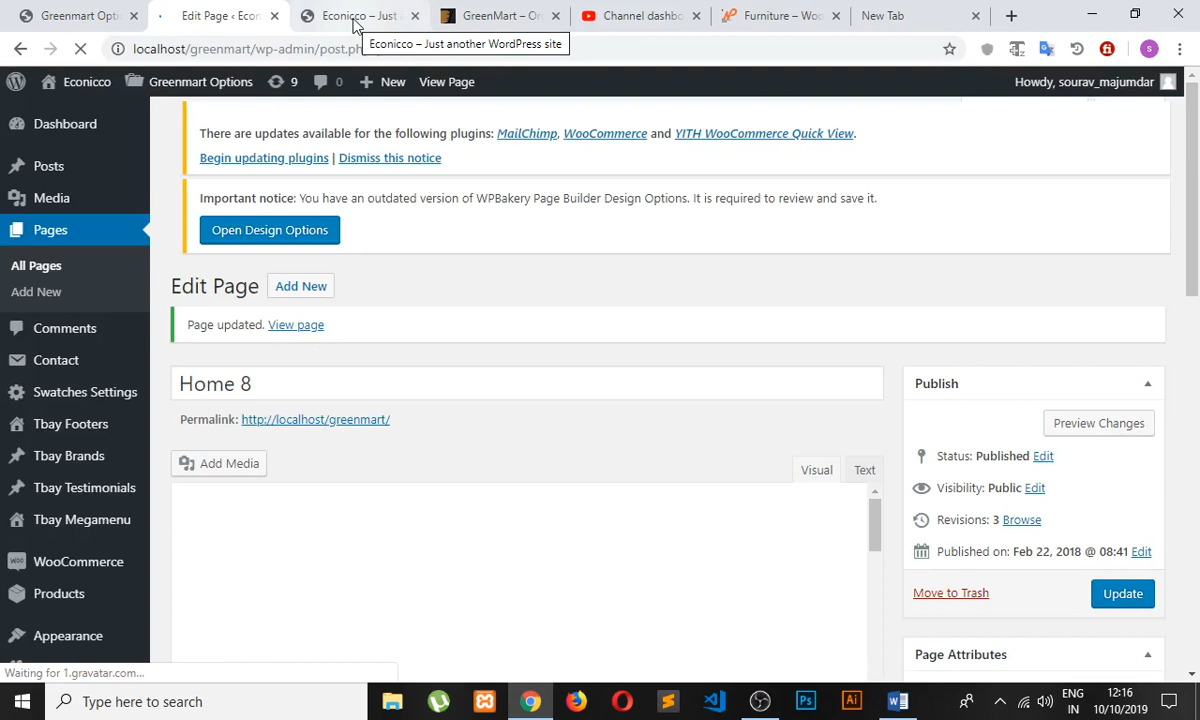 Greenmart Opti
Edit Page ‹ Econ
Econicco – Just a
GreenMart – Or
Channel dashbo
Furniture – Woo
New Tab
localhost/greenmart/wp-admin/post.ph
Econicco – Just another WordPress site
Econicco
Greenmart Options
9
0
New
View Page
Howdy, sourav_majumdar
Dashboard
Posts
Media
Pages
All Pages
Add New
Comments
Contact
Swatches Settings
Tbay Footers
Tbay Brands
Tbay Testimonials
Tbay Megamenu
WooCommerce
Products
Appearance
There are updates available for the following plugins: MailChimp, WooCommerce and YITH WooCommerce Quick View.
Begin updating plugins | Dismiss this notice
Important notice: You have an outdated version of WPBakery Page Builder Design Options. It is required to review and save it.
Open Design Options
Edit Page
Add New
Page updated. View page
Home 8
Permalink: http://localhost/greenmart/
Add Media
Visual
Text
Publish
Preview Changes
Status: Published Edit
Visibility: Public Edit
Revisions: 3 Browse
Published on: Feb 22, 2018 @ 08:41 Edit
Move to Trash
Update
Page Attributes
Waiting for 1.gravatar.com...
Type here to search
ENG
IN
12:16
10/10/2019